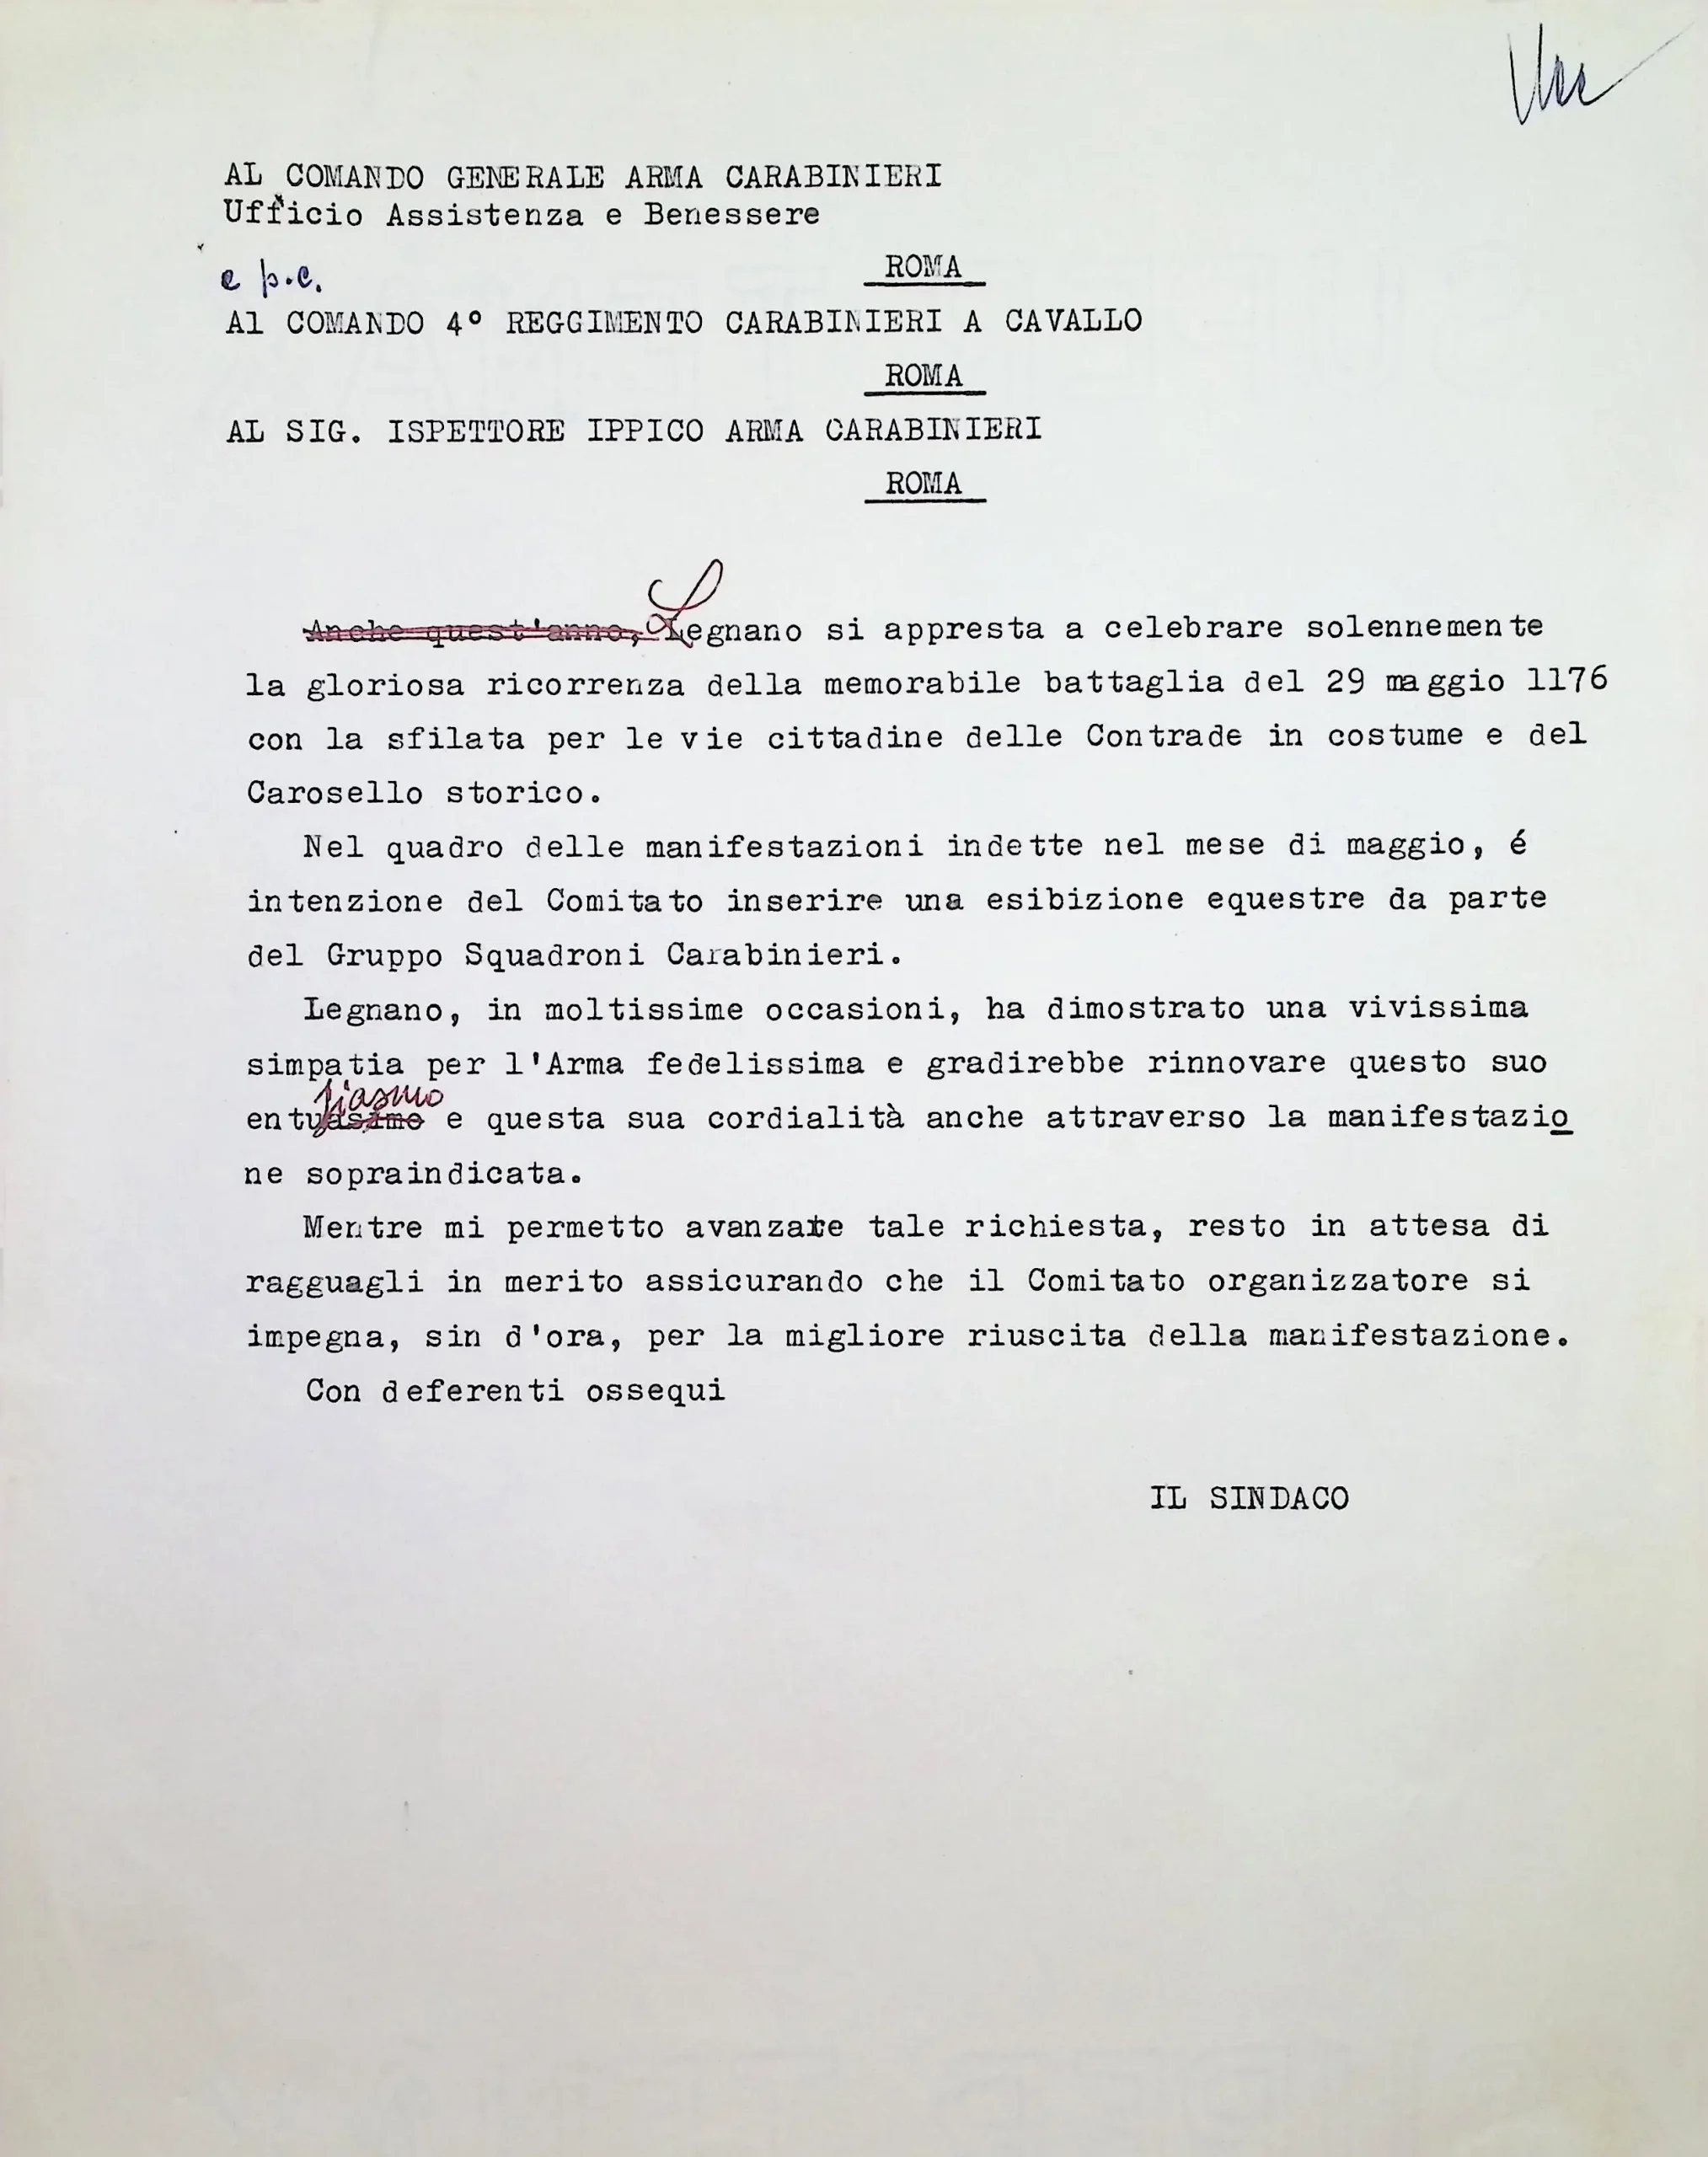 AL COMANDO GENERALE ARMA CARABINIERI
Ufficio Assistenza e Benessere
ROMA
e p.c.
Al COMANDO 4° REGGIMENTO CARABINIERI A CAVALLO
ROMA
AL SIG. ISPETTORE IPPICO ARMA CARABINIERI
ROMA
Anche quest'anno, Legnano si appresta a celebrare solennemente
la gloriosa ricorrenza della memorabile battaglia del 29 maggio 1176
con la sfilata per le vie cittadine delle Contrade in costume e del
Carosello storico.
Nel quadro delle manifestazioni indette nel mese di maggio, é
intenzione del Comitato inserire una esibizione equestre da parte
del Gruppo Squadroni Carabinieri.
Legnano, in moltissime occasioni, ha dimostrato una vivissima
simpatia per l'Arma fedelissima e gradirebbe rinnovare questo suo
siasmo
entu e questa sua cordialità anche attraverso la manifestazio
ne sopraindicata.
Mentre mi permetto avanzare tale richiesta, resto in attesa di
ragguagli in merito assicurando che il Comitato organizzatore si
impegna, sin d'ora, per la migliore riuscita della manifestazione.
Con deferenti ossequi
IL SINDACO